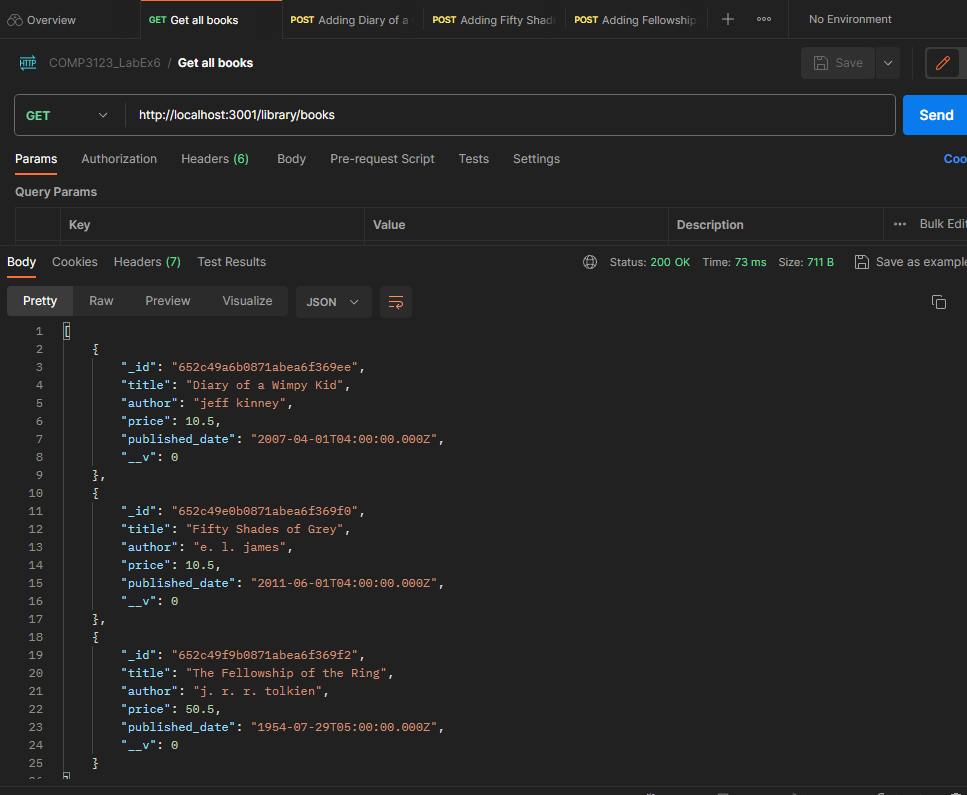 Overview GET Get all books POST Adding Diary of a POST Adding Fifty Shad POST Adding Fellowship No Environment
HTTP COMP3123_LabEx6 / Get all books Save
GET http://localhost:3001/library/books Send
Params Authorization Headers (6) Body Pre-request Script Tests Settings Coo
Query Params
Key Value Description Bulk Edit
Body Cookies Headers (7) Test Results Status: 200 OK Time: 73 ms Size: 711 B Save as example
Pretty Raw Preview Visualize JSON
1 [
2 {
3 "_id": "652c49a6b0871abea6f369ee",
4 "title": "Diary of a Wimpy Kid",
5 "author": "jeff kinney",
6 "price": 10.5,
7 "published_date": "2007-04-01T04:00:00.000Z",
8 "__v": 0
9 },
10 {
11 "_id": "652c49e0b0871abea6f369f0",
12 "title": "Fifty Shades of Grey",
13 "author": "e. l. james",
14 "price": 10.5,
15 "published_date": "2011-06-01T04:00:00.000Z",
16 "__v": 0
17 },
18 {
19 "_id": "652c49f9b0871abea6f369f2",
20 "title": "The Fellowship of the Ring",
21 "author": "j. r. r. tolkien",
22 "price": 50.5,
23 "published_date": "1954-07-29T05:00:00.000Z",
24 "__v": 0
25 }